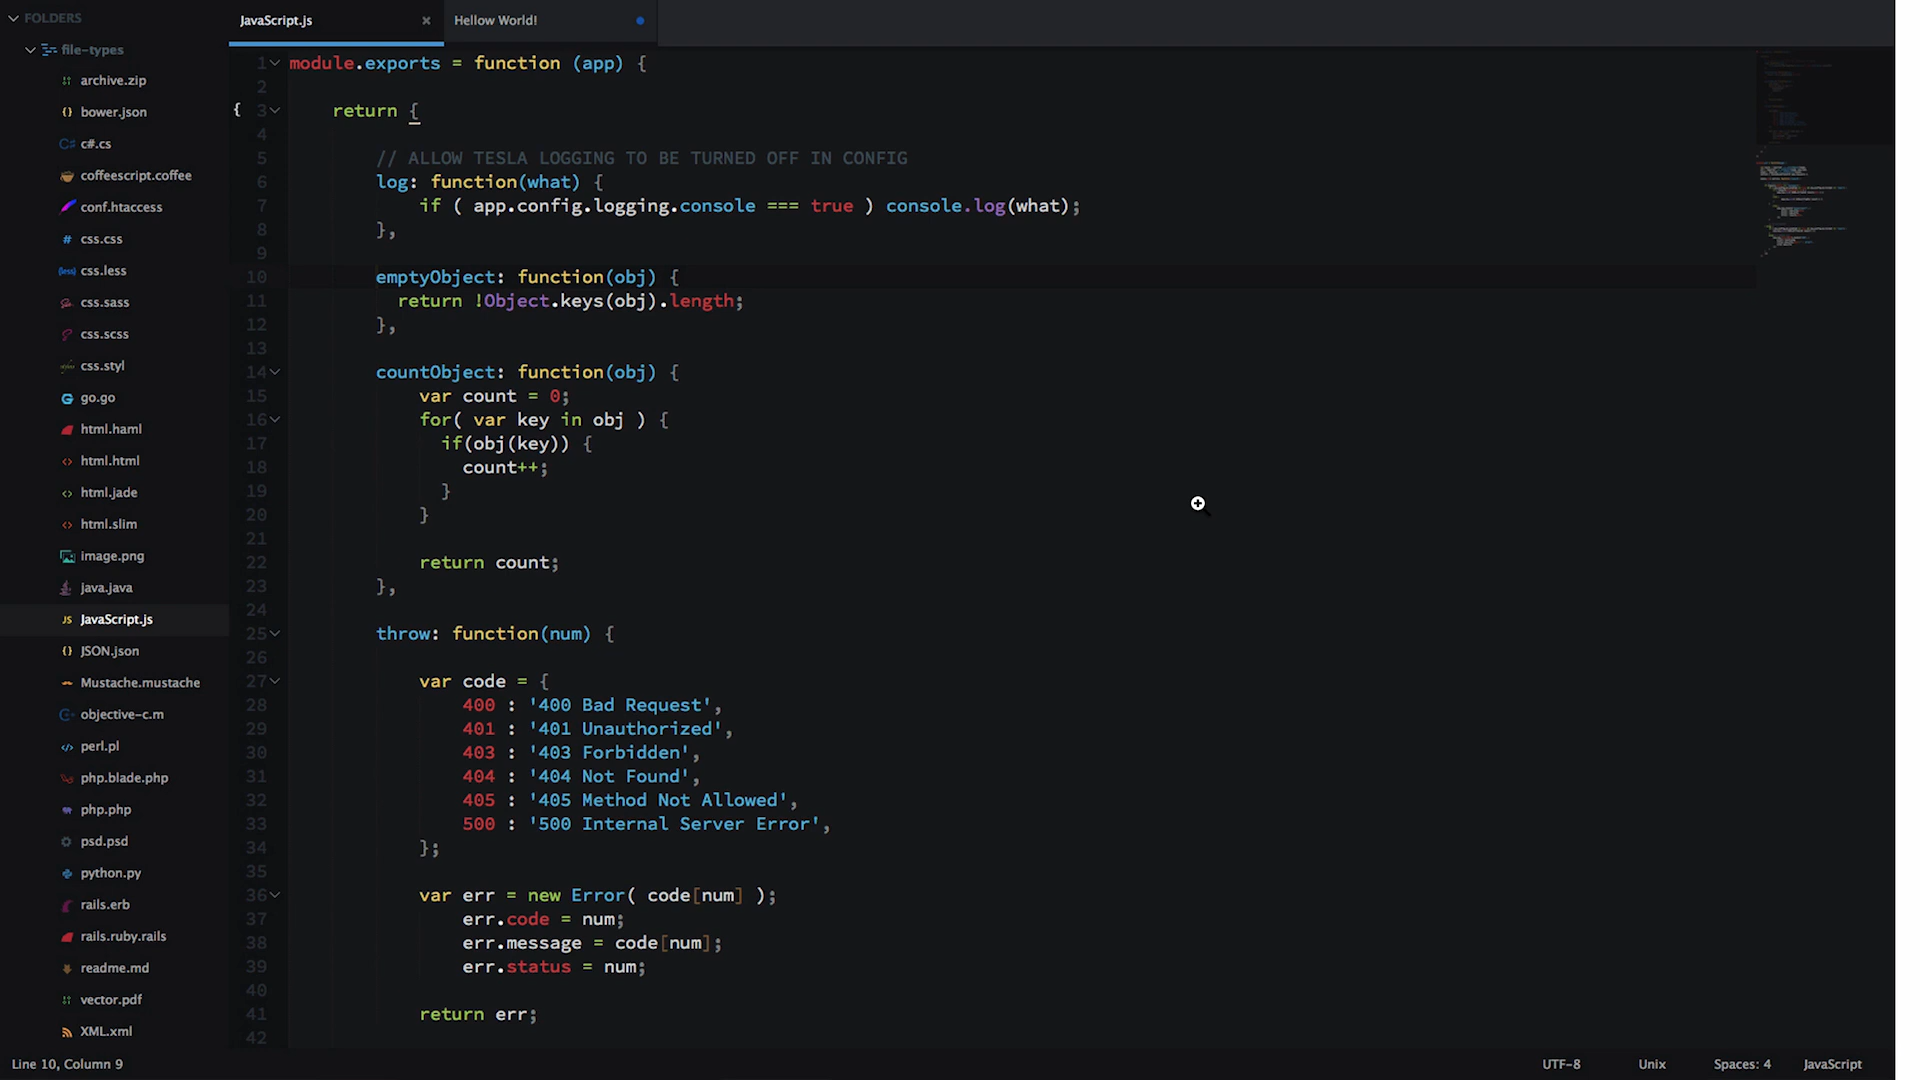 FOLDERS
file-types
archive.zip
bower.json
c#.cs
coffeescript.coffee
conf.htaccess
css.css
css.less
css.sass
css.scss
css.styl
go.go
html.haml
html.html
html.jade
html.slim
image.png
java.java
JavaScript.js
JSON.json
Mustache.mustache
objective-c.m
perl.pl
php.blade.php
php.php
psd.psd
python.py
rails.erb
rails.ruby.rails
readme.md
vector.pdf
XML.xml
JavaScript.js
Hellow World!
1 module.exports = function (app) {
2
{ 3     return {
4
5         // ALLOW TESLA LOGGING TO BE TURNED OFF IN CONFIG
6         log: function(what) {
7             if ( app.config.logging.console === true ) console.log(what);
8         },
9
10         emptyObject: function(obj) {
11           return !Object.keys(obj).length;
12         },
13
14         countObject: function(obj) {
15             var count = 0;
16             for( var key in obj ) {
17               if(obj(key)) {
18                 count++;
19               }
20             }
21
22             return count;
23         },
24
25         throw: function(num) {
26
27             var code = {
28                 400 : '400 Bad Request',
29                 401 : '401 Unauthorized',
30                 403 : '403 Forbidden',
31                 404 : '404 Not Found',
32                 405 : '405 Method Not Allowed',
33                 500 : '500 Internal Server Error',
34             };
35
36             var err = new Error( code[num] );
37                 err.code = num;
38                 err.message = code[num];
39                 err.status = num;
40
41             return err;
42
Line 10, Column 9
UTF-8
Unix
Spaces: 4
JavaScript